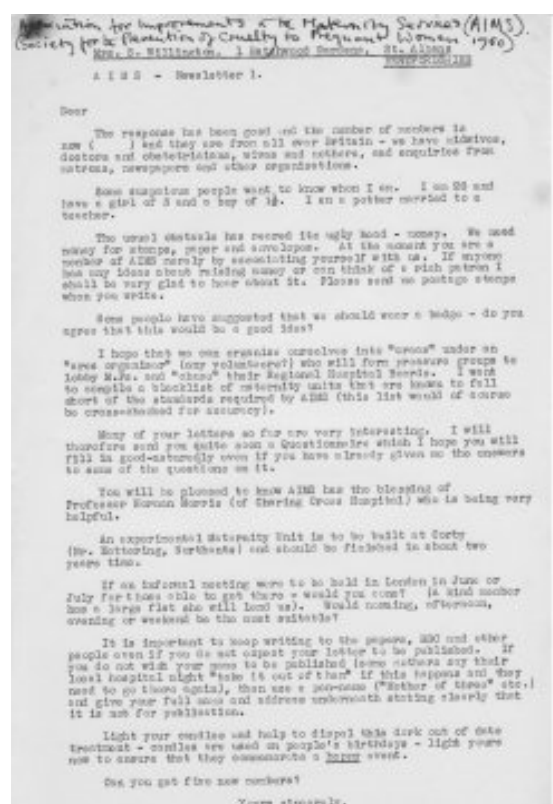 Association for Improvements in the Maternity Services (AIMS).
(Society for the Prevention of Cruelty to Pregnant Women 1960)
Mrs. S. Willington, 1 Gardens, St. Albans
A I M S - Newsletter 1.
Dear
The response has been good and the number of members is
now ( ) and they are from all over Britain - we have midwives,
doctors and obstetricians, wives and mothers, and enquiries from
matrons, newspapers and other organisations.
Some suspicious people want to know whom I am. I am 28 and
have a girl of 3 and a boy of 1½. I am a potter married to a
teacher.
The usual obstacle has reared its ugly head - money. We need
money for stamps, paper and envelopes. At the moment you are a
member of AIMS merely by associating yourself with us. If anyone
has any ideas about raising money or can think of a rich patron I
shall be very glad to hear about it. Please send me postage stamps
when you write.
Some people have suggested that we should wear a badge - do you
agree that this would be a good idea?
I hope that we can organise ourselves into "areas" under an
"area organiser" (any volunteers?) who will form pressure groups to
lobby M.Ps. and "chase" their Regional Hospital Boards. I want
to compile a blacklist of maternity units that are known to fall
short of the standards required by AIMS (this list would of course
be cross-checked for accuracy).
Many of your letters so far are very interesting. I will
therefore send you quite soon a Questionnaire which I hope you will
fill in good-naturedly even if you have already given me the answers
to some of the questions on it.
You will be pleased to know AIMS has the blessing of
Professor Norman Morris (of Charing Cross Hospital) who is being very
helpful.
An experimental Maternity Unit is to be built at Corby
(Nr. Kettering, Northants) and should be finished in about two
years time.
If an informal meeting were to be held in London in June or
July for those able to get there - would you come? (a kind member
has a large flat she will lend us). Would morning, afternoon,
evening or weekend be the most suitable?
It is important to keep writing to the papers, BBC and other
people even if you do not expect your letter to be published. If
you do not wish your name to be published (some mothers say their
local hospital might "take it out of them" if this happens and they
need to go there again), then use a pen-name ("Mother of three" etc.)
and give your full name and address underneath stating clearly that
it is not for publication.
Light your candles and help to dispel this dark out of date
treatment - candles are used on people's birthdays - light yours
now to ensure that they commemorate a happy event.
Can you get five new members?
Yours sincerely,